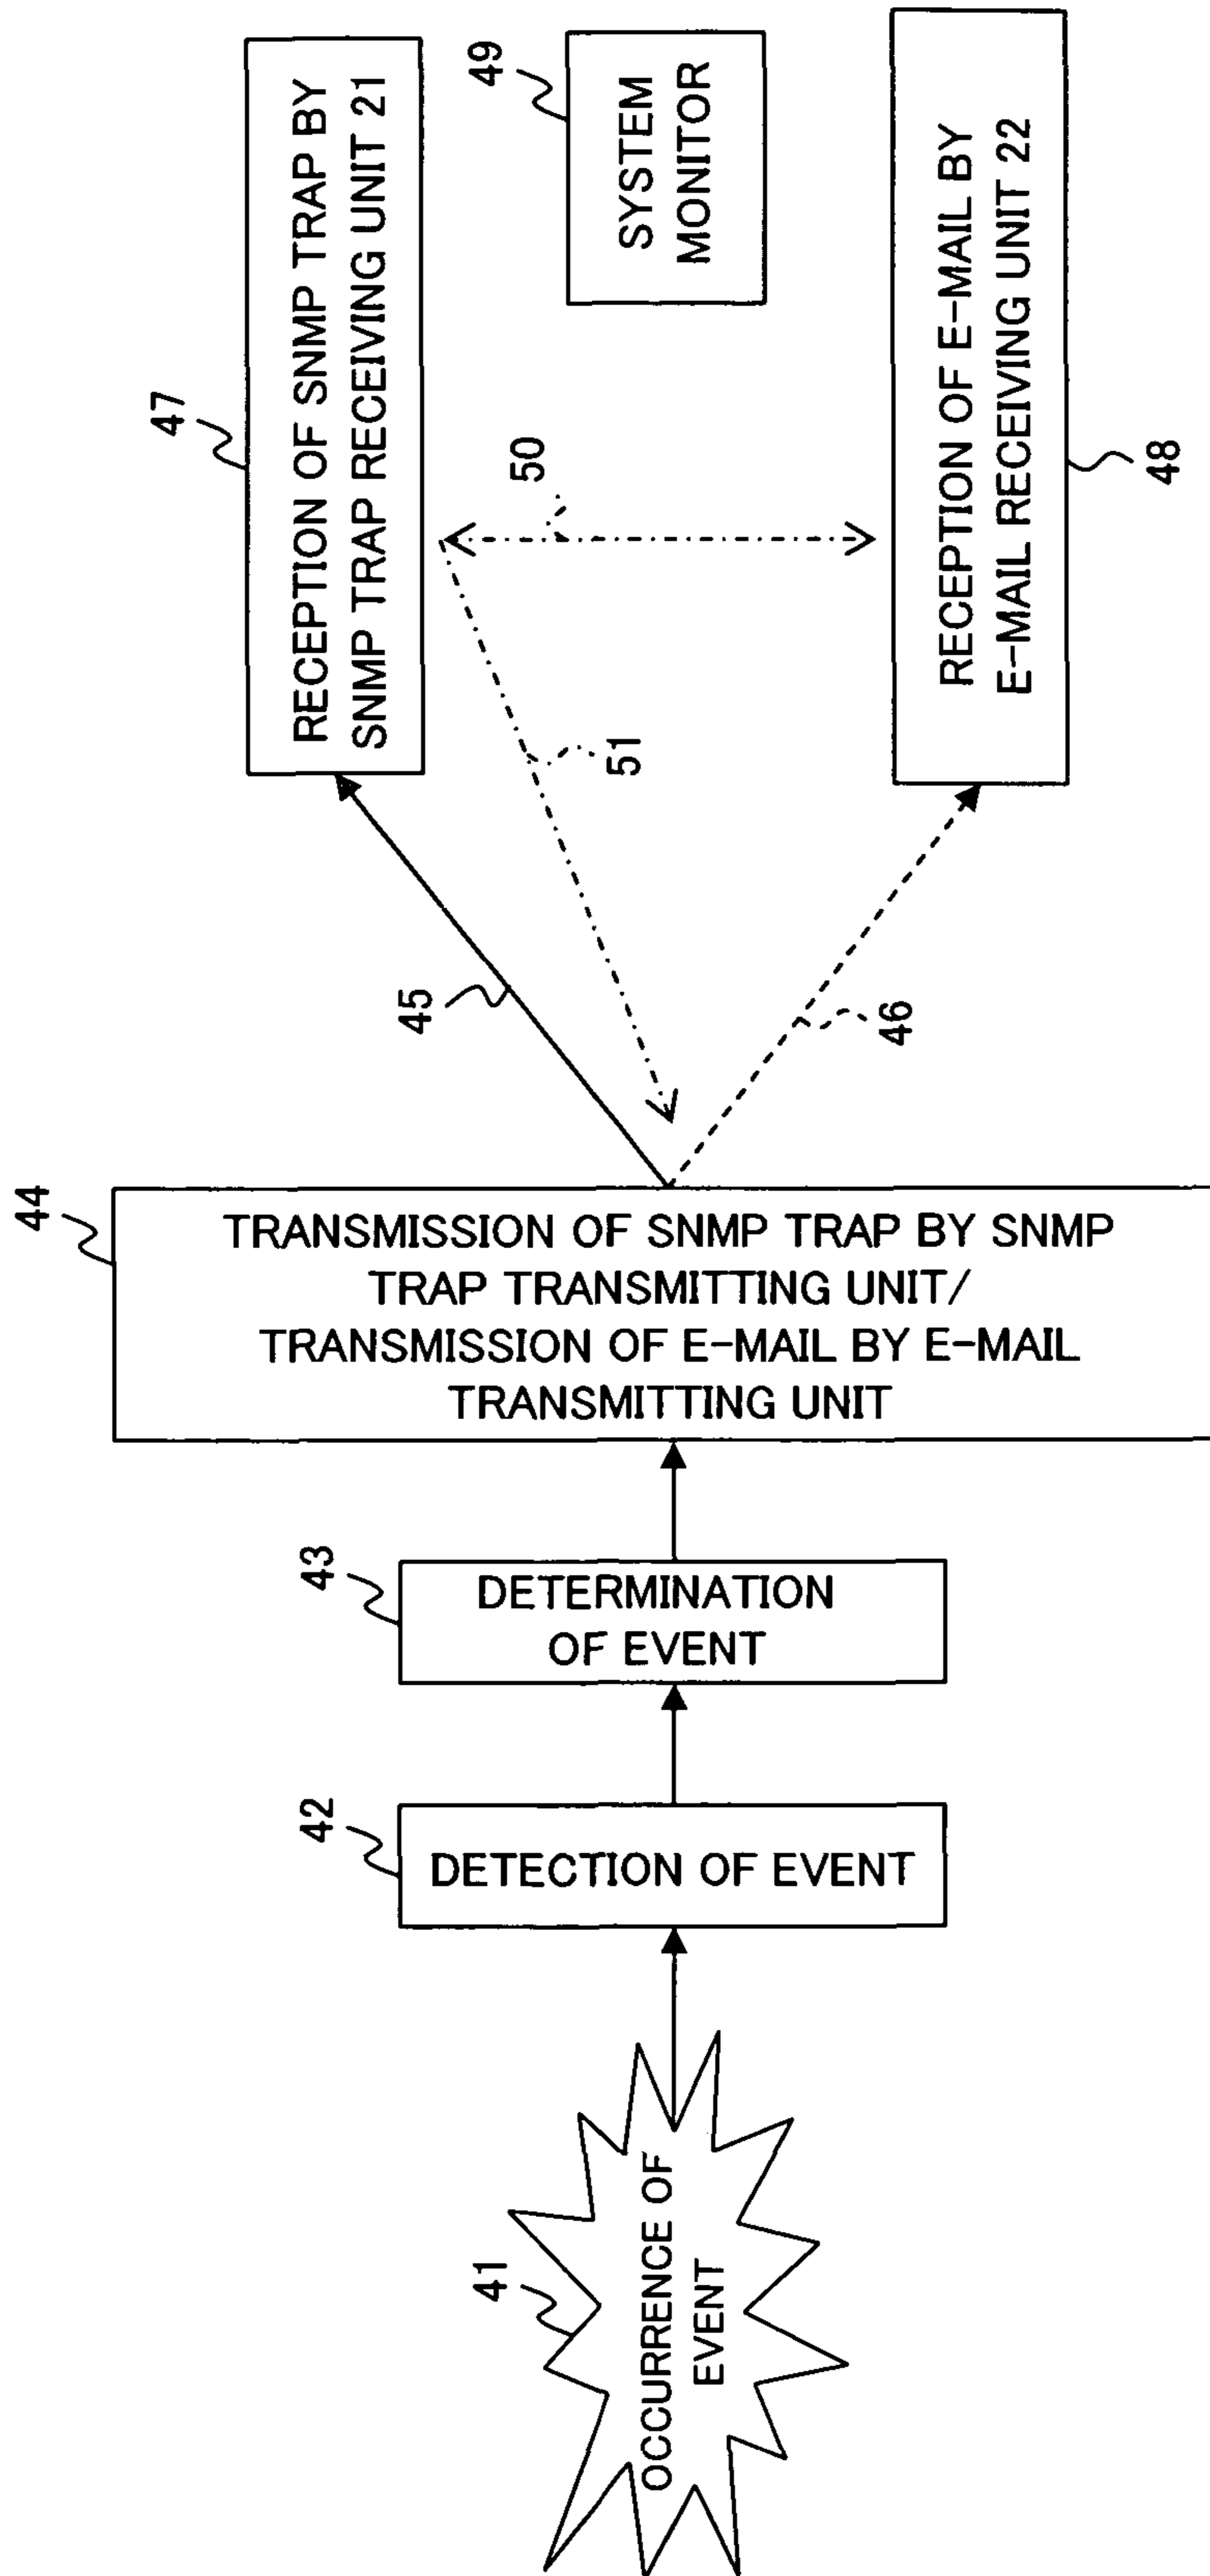 44
TRANSMISSION OF SNMP TRAP BY SNMP
TRAP TRANSMITTING UNIT/
TRANSMISSION OF E-MAIL BY E-MAIL
TRANSMITTING UNIT
43
DETERMINATION
OF EVENT
42
DETECTION OF EVENT
41
OCCURRENCE OF
EVENT
45
46
47
RECEPTION OF SNMP TRAP BY
SNMP TRAP RECEIVING UNIT 21
49
SYSTEM
MONITOR
50
51
RECEPTION OF E-MAIL BY
E-MAIL RECEIVING UNIT 22
48